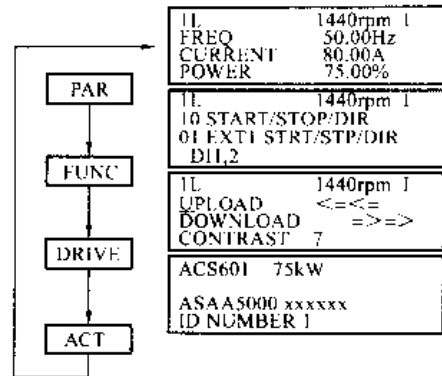 1L 1440rpm 1
FREQ 50.00Hz
CURRENT 80.00A
POWER 75.00%
PAR
1L 1440rpm 1
10 START/STOP/DIR
01 EXT1 STRT/STP/DIR
DI1,2
FUNC
1L 1440rpm I
UPLOAD <=<=
DOWNLOAD =>=>
CONTRAST 7
DRIVE
ACS601 75kW
ASAA5000 xxxxxx
ID NUMBER 1
ACT